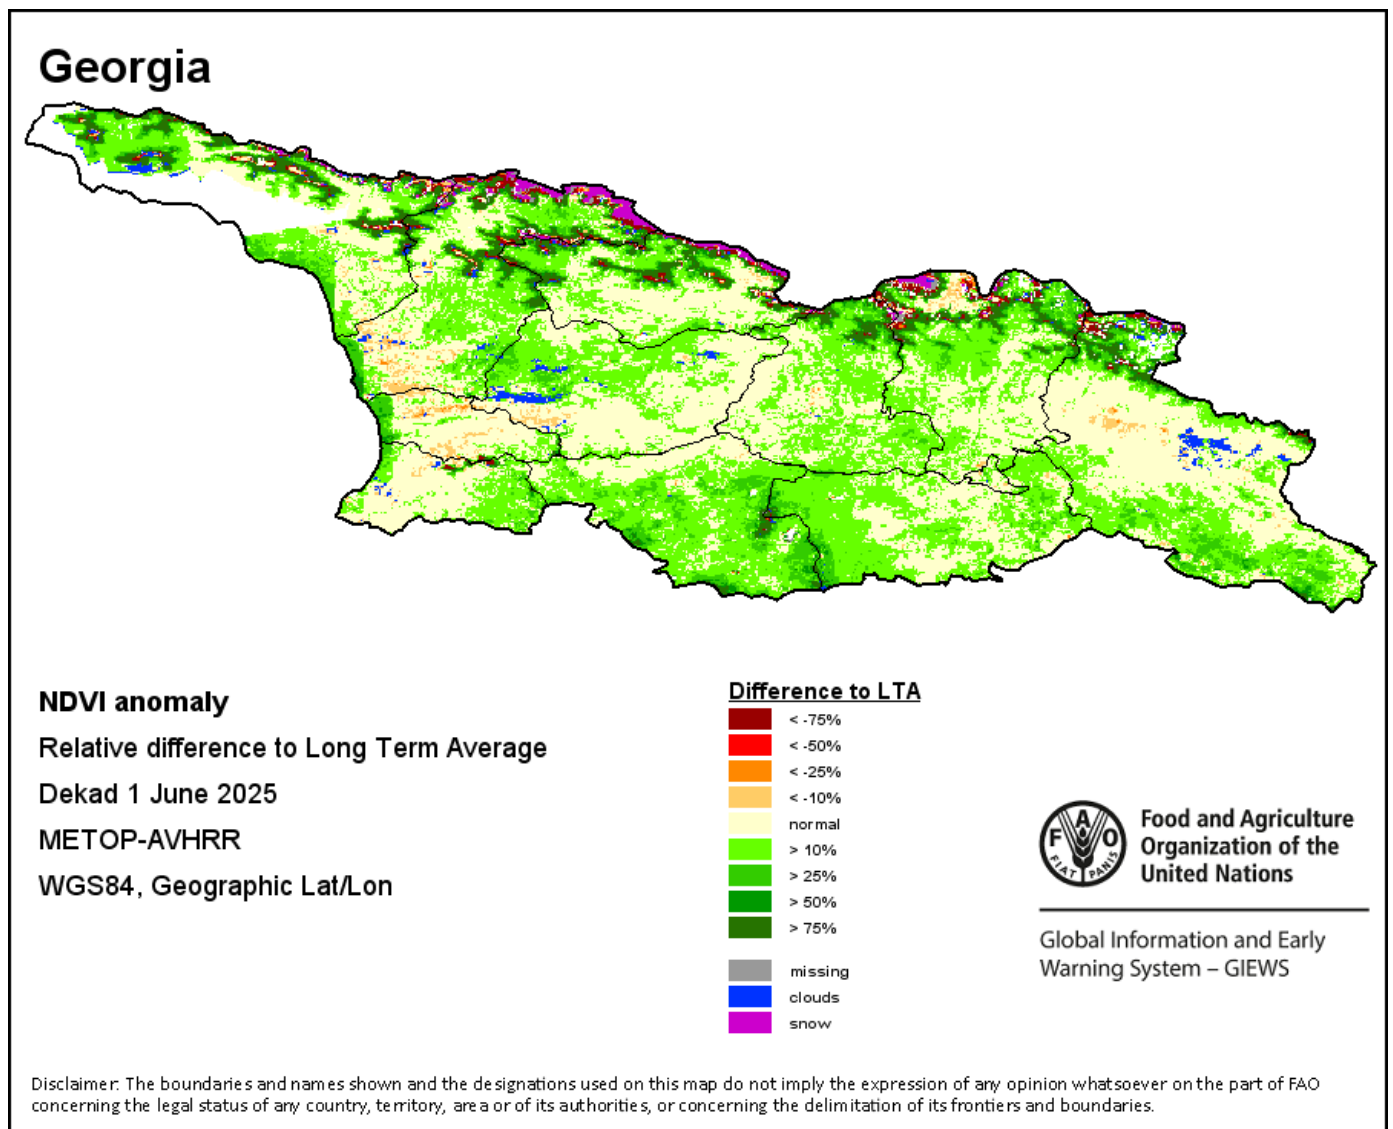 Georgia
NDVI anomaly
Relative difference to Long Term Average
Dekad 1 June 2025
METOP-AVHRR
WGS84, Geographic Lat/Lon
Difference to LTA
< -75%
< -50%
< -25%
< -10%
normal
> 10%
> 25%
> 50%
> 75%
missing
clouds
snow
F A O
FIAT PANIS
Food and Agriculture
Organization of the
United Nations
Global Information and Early
Warning System – GIEWS
Disclaimer: The boundaries and names shown and the designations used on this map do not imply the expression of any opinion whatsoever on the part of FAO
concerning the legal status of any country, territory, area or of its authorities, or concerning the delimitation of its frontiers and boundaries.